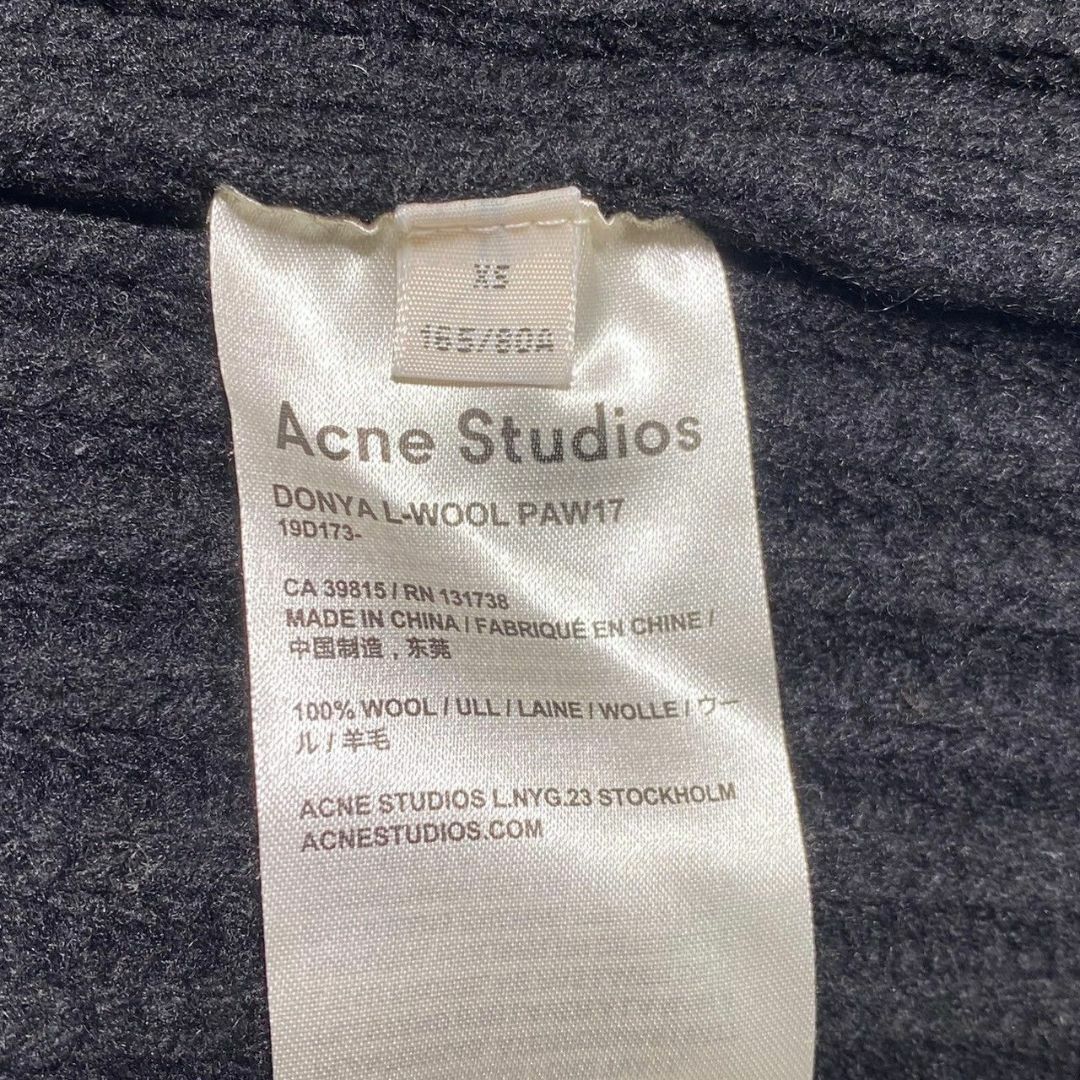 XS
165/80A
Acne Studios
DONYA L-WOOL PAW17
19D173-
CA 39815 / RN 131738
MADE IN CHINA / FABRIQUÉ EN CHINE /
中国制造 , 东莞
100% WOOL / ULL / LAINE / WOLLE / ウー
ル / 羊毛
ACNE STUDIOS L.NYG.23 STOCKHOLM
ACNESTUDIOS.COM